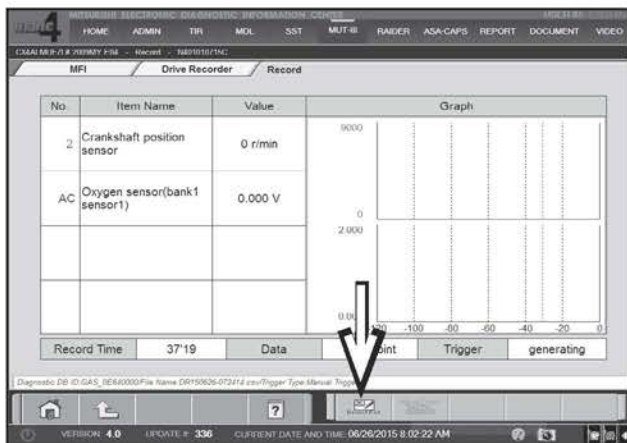 MITSUBISHI ELECTRONIC DIAGNOSTIC INFORMATION CENTER
4 HOME ADMIN TIR MDL SST MUT-III RAIDER ASA-CAPS REPORT DOCUMENT VIDEO
Record
MFI Drive Recorder Record
No. Item Name Value Graph
2 Crankshaft position sensor 0 r/min
9000
0
AC Oxygen sensor(bank1 sensor1) 0.000 V
2.000
-100 -80 -60 -40 -20 0
Record Time 37'19 Data Trigger generating
?
VERSION 4.0 UPDATE #: 336 CURRENT DATE AND TIME: 06/26/2015 8:02:22 AM